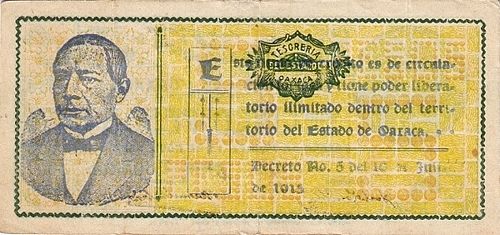 TESORERIA
DEL ESTADO
OAXACA
E
es de circula-
tiene poder libera-
torio ilimitado dentro del terri-
torio del Estado de Oaxaca.
Decreto No. 5 del 10 de
de 1915